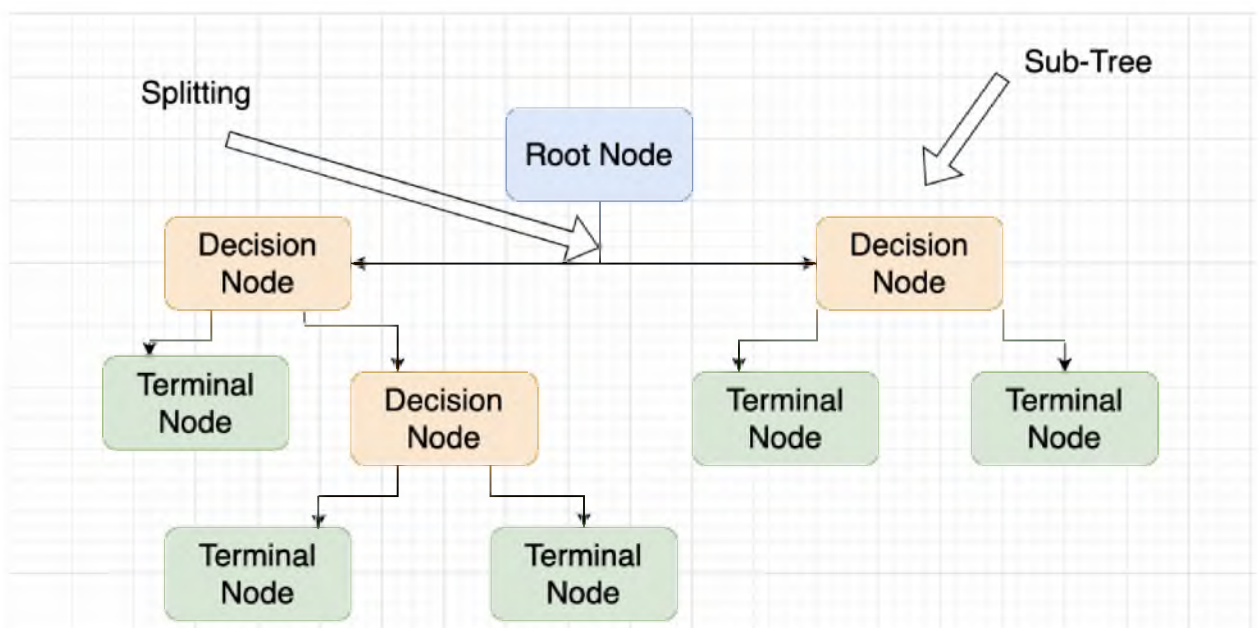 Sub-Tree
Splitting
Root Node
Decision
Node
Decision
Node
Terminal
Node
Decision
Node
Terminal
Node
Terminal
Node
Terminal
Node
Terminal
Node